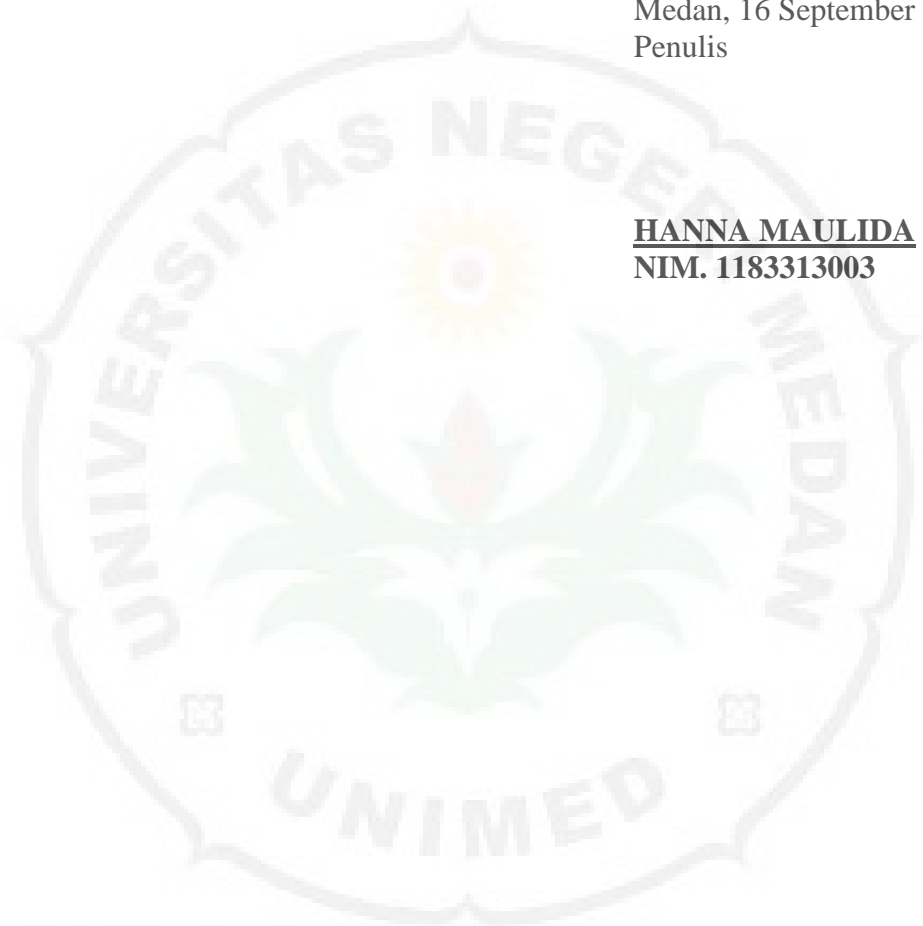 Medan, 16 September
Penulis
HANNA MAULIDA
NIM. 1183313003
UNIVERSITAS NEGERI MEDAN
UNIMED